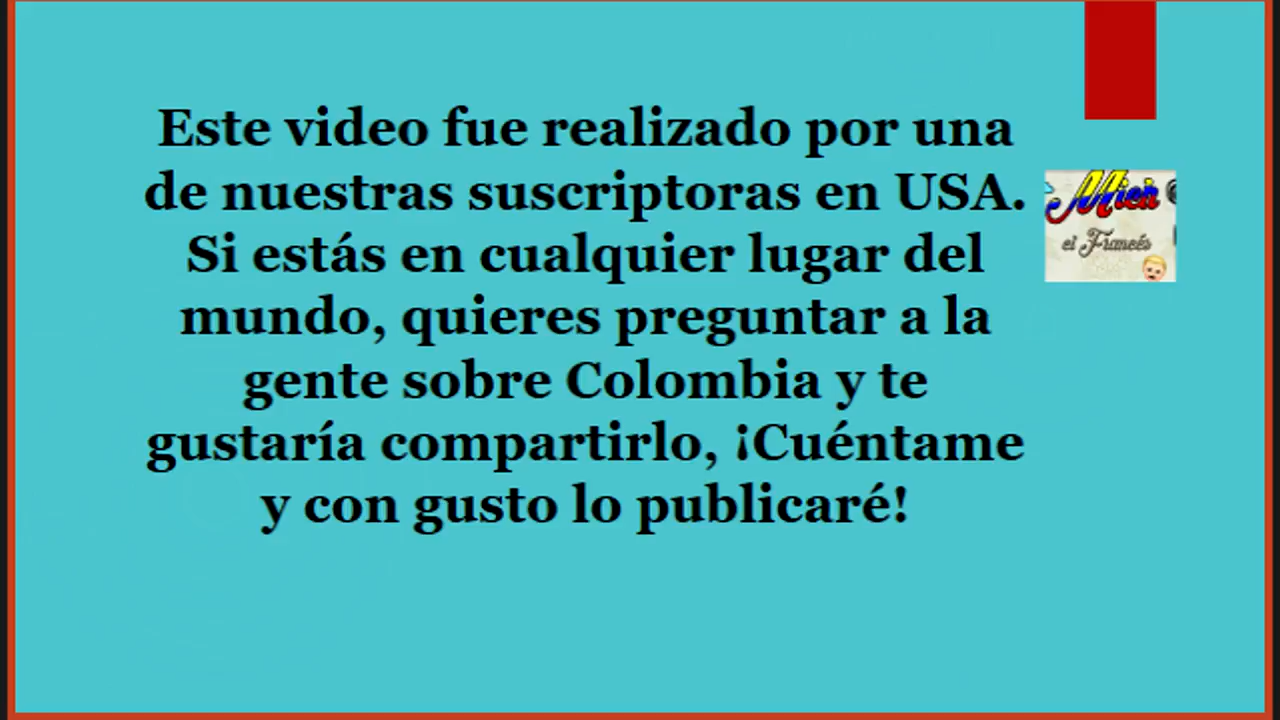 Este video fue realizado por una
de nuestras suscriptoras en USA.
Si estás en cualquier lugar del
mundo, quieres preguntar a la
gente sobre Colombia y te
gustaría compartirlo, ¡Cuéntame
y con gusto lo publicaré!
el Francés